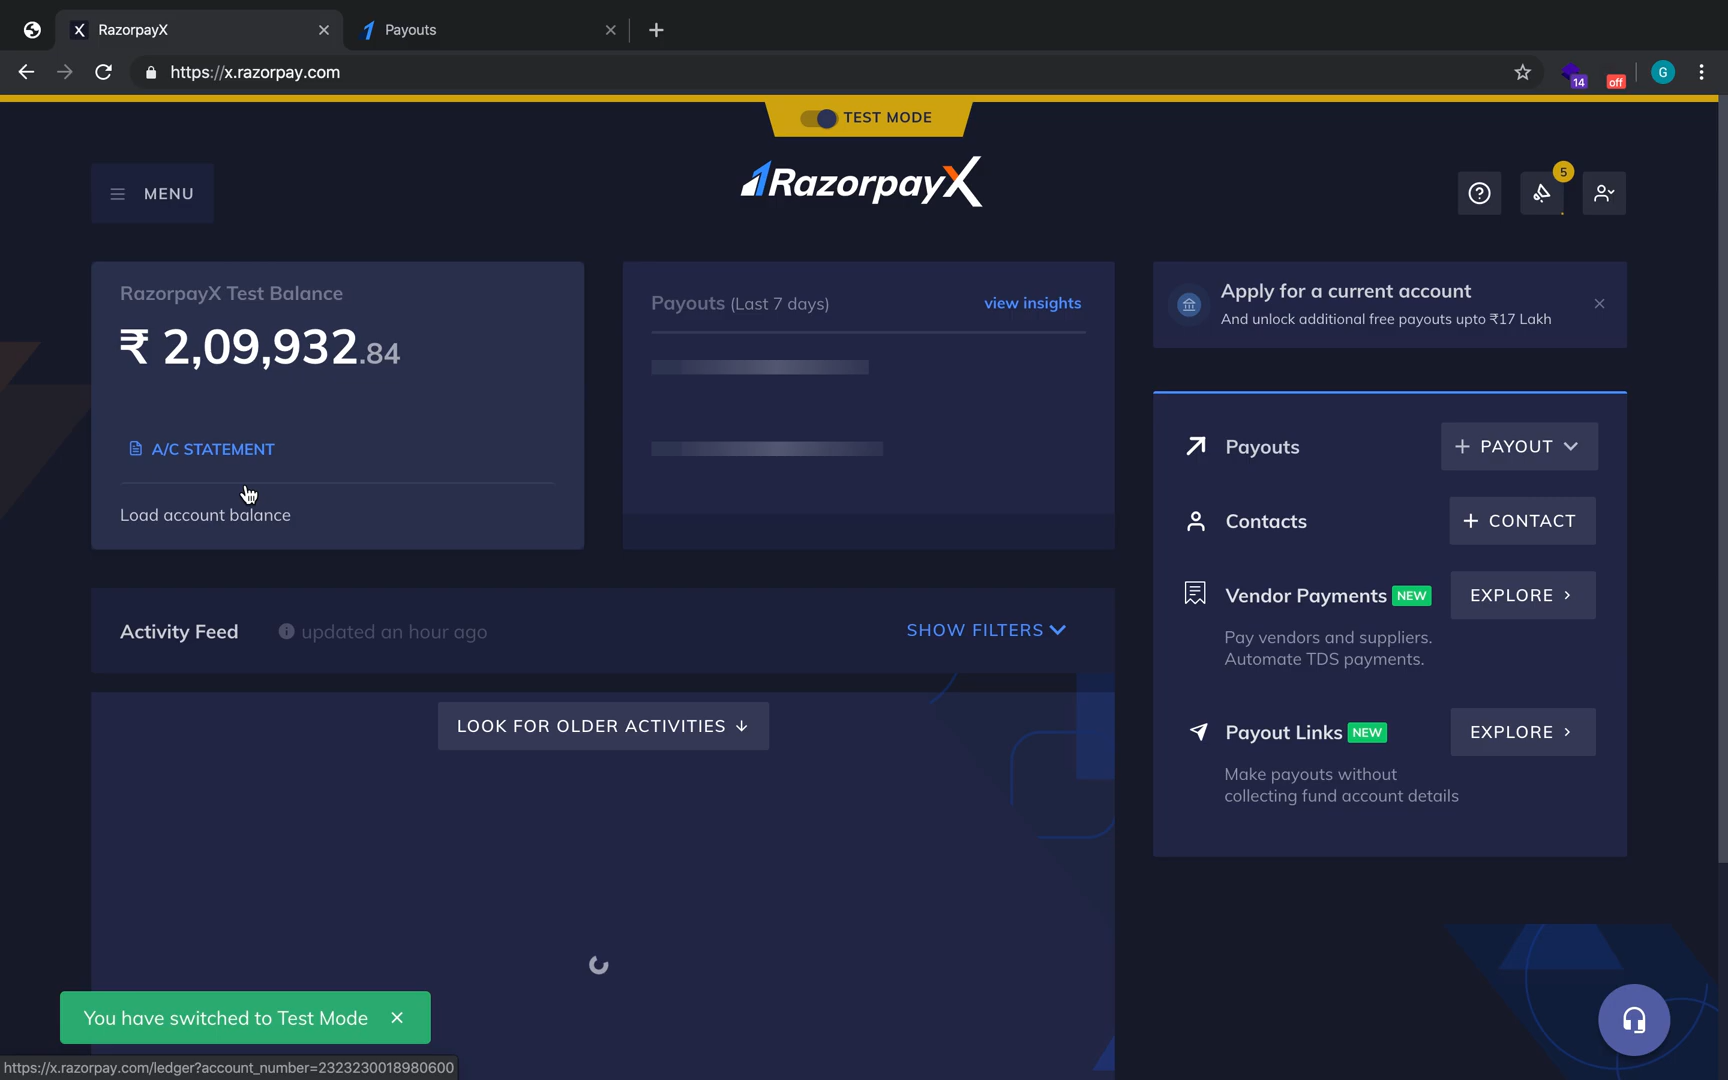 RazorpayX
Payouts
https://x.razorpay.com
14
off
G
TEST MODE
MENU
RazorpayX
5
RazorpayX Test Balance
₹ 2,09,932.84
A/C STATEMENT
Load account balance
Payouts (Last 7 days)
view insights
Apply for a current account
And unlock additional free payouts upto ₹17 Lakh
Payouts
+ PAYOUT
Contacts
+ CONTACT
Vendor Payments NEW
EXPLORE >
Pay vendors and suppliers.
Automate TDS payments.
Payout Links NEW
EXPLORE >
Make payouts without
collecting fund account details
Activity Feed
updated an hour ago
SHOW FILTERS
LOOK FOR OLDER ACTIVITIES ↓
You have switched to Test Mode
https://x.razorpay.com/ledger?account_number=2323230018980600